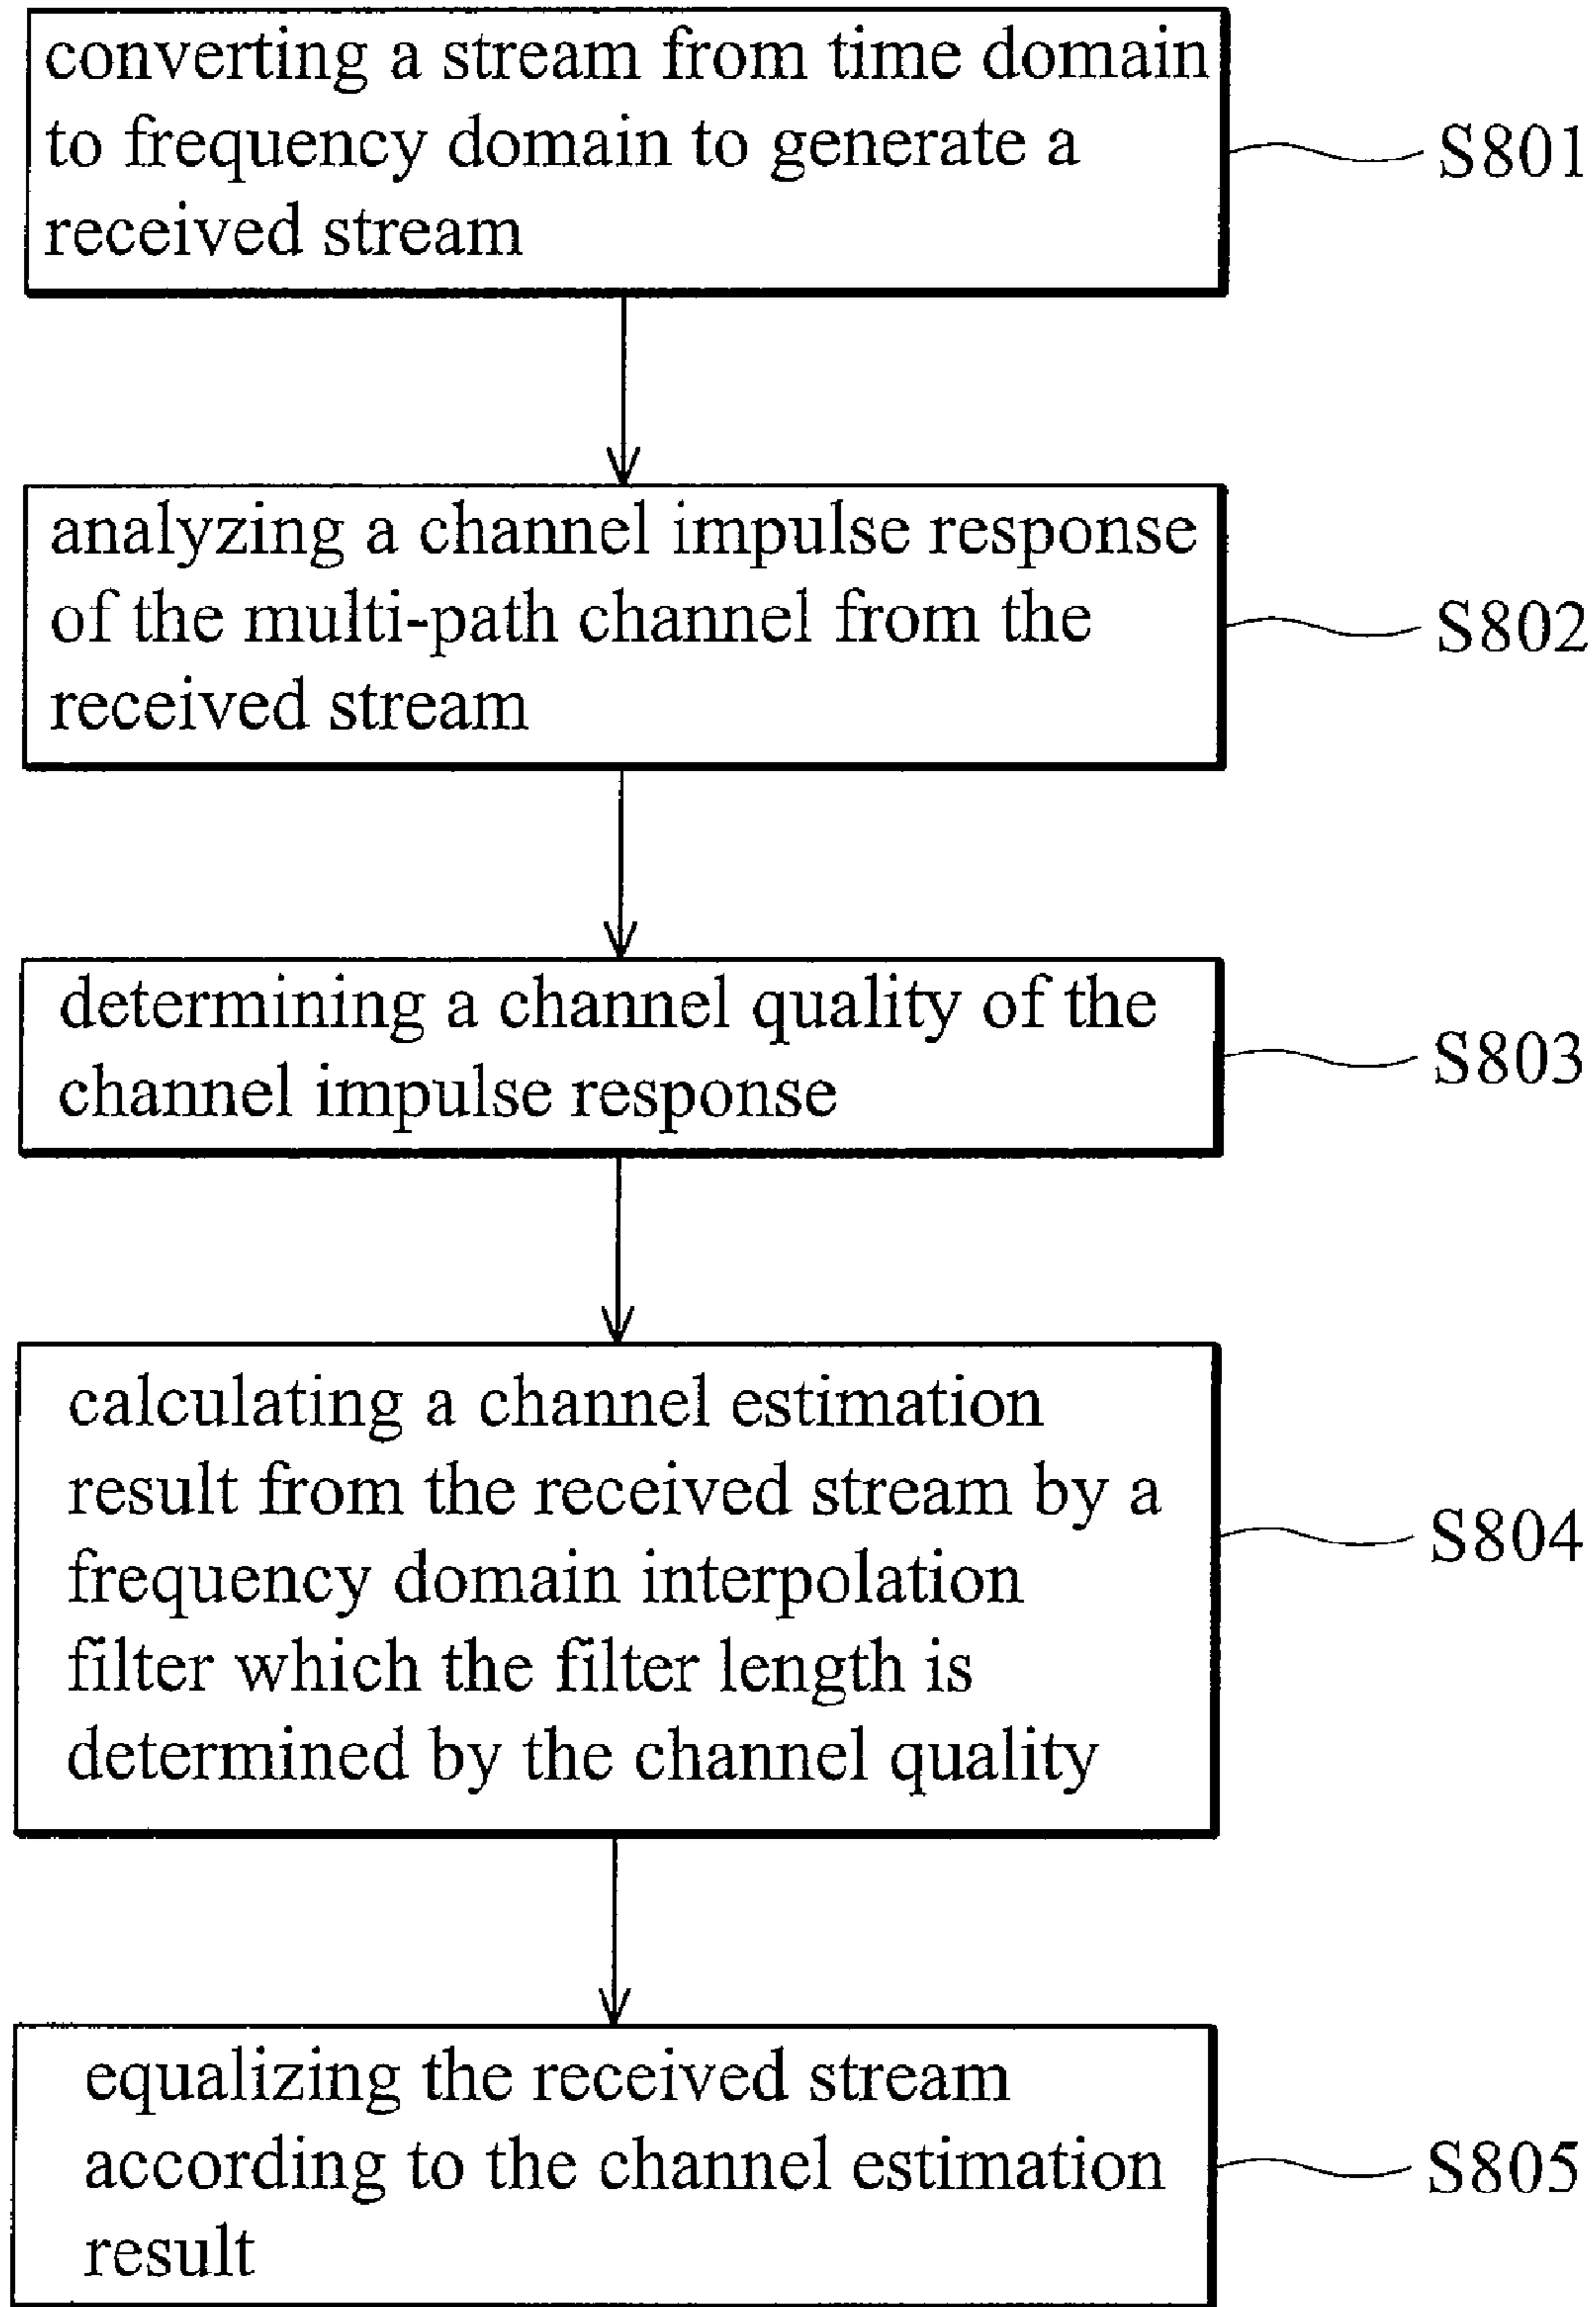 converting a stream from time domain
to frequency domain to generate a
received stream
S801
analyzing a channel impulse response
of the multi-path channel from the
received stream
S802
determining a channel quality of the
channel impulse response
S803
calculating a channel estimation
result from the received stream by a
frequency domain interpolation
filter which the filter length is
determined by the channel quality
S804
equalizing the received stream
according to the channel estimation
result
S805